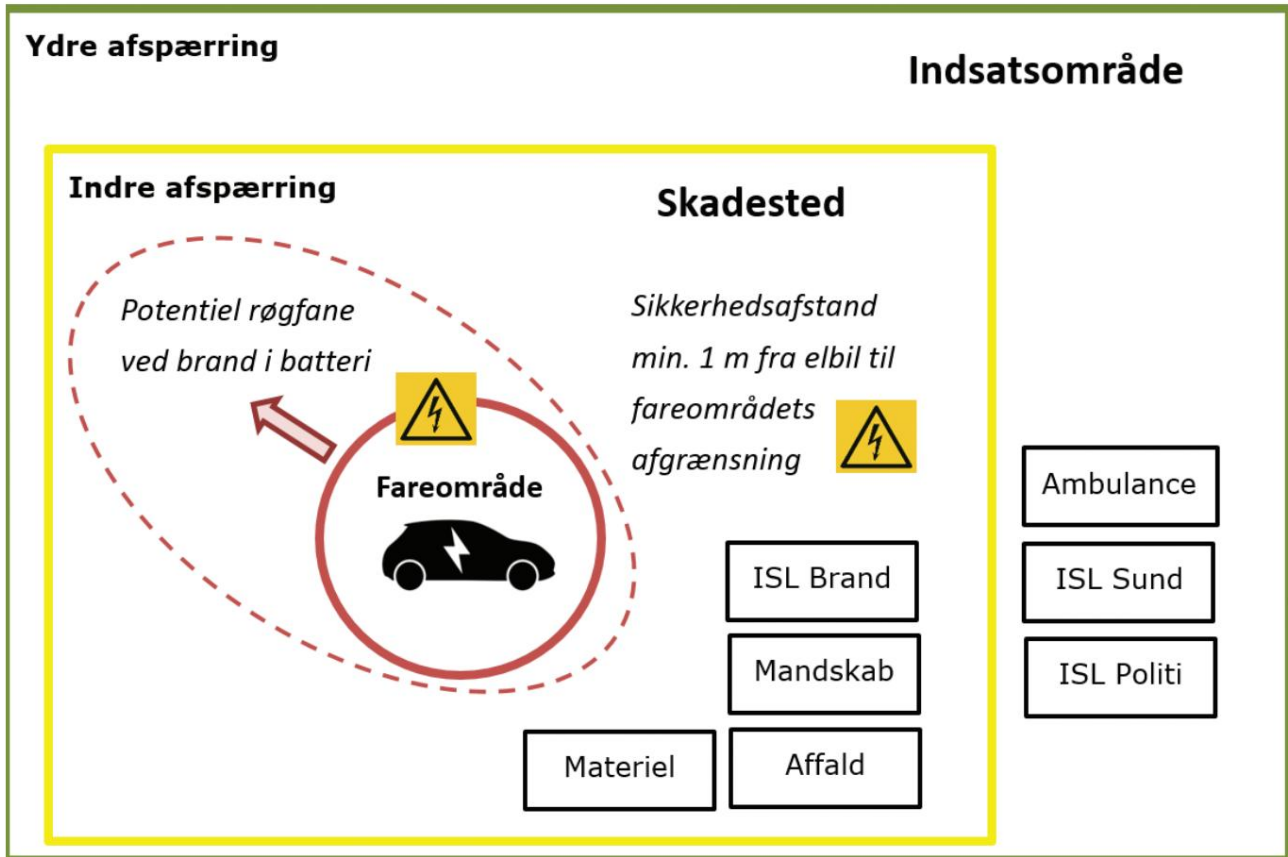 Ydre afspærring
Indsatsområde
Indre afspærring
Skadested
Potentiel røgfane
ved brand i batteri
Sikkerhedsafstand
min. 1 m fra elbil til
fareområdets
afgrænsning
Fareområde
Ambulance
ISL Brand
ISL Sund
Mandskab
ISL Politi
Materiel
Affald